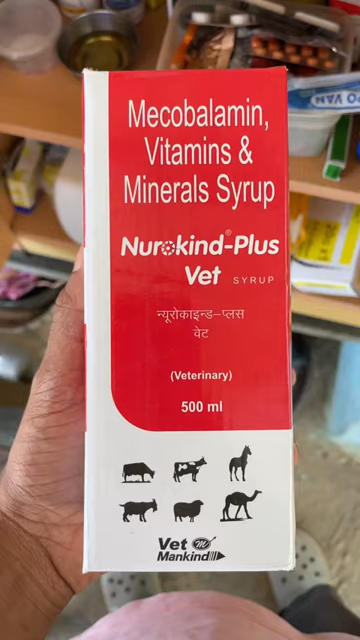 Mecobalamin,
Vitamins &
Minerals Syrup
Nurokind-Plus®
Vet SYRUP
न्यूरोकाइन्ड-प्लस
वेट
(Veterinary)
500 ml
Vet M
Mankind